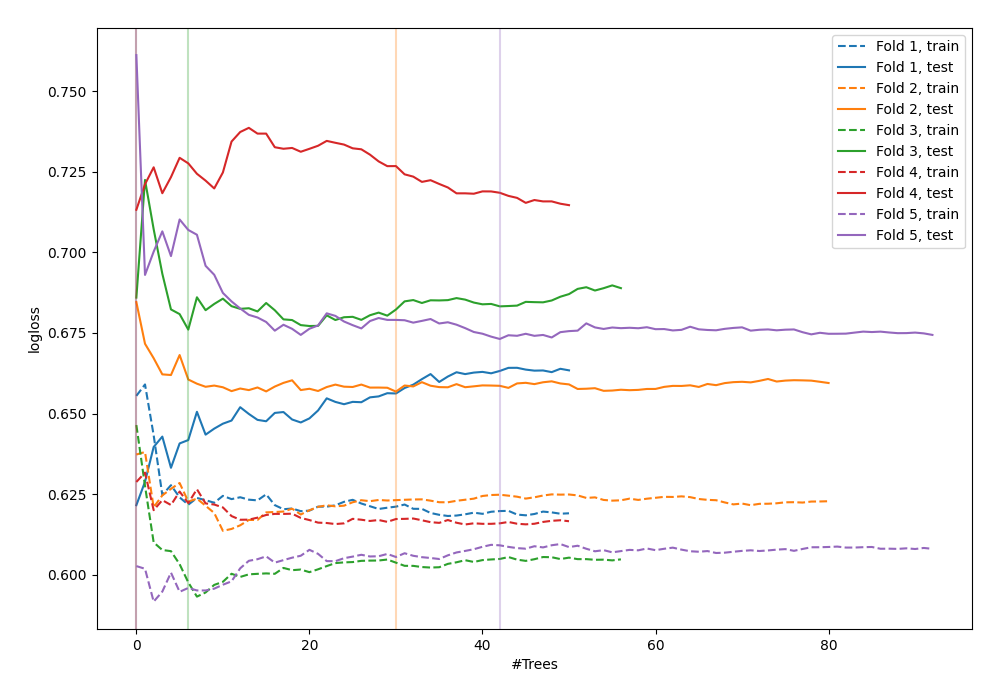 logloss
0.750
0.725
0.700
0.675
0.650
0.625
0.600
0
20
40
60
80
#Trees
Fold 1, train
Fold 1, test
Fold 2, train
Fold 2, test
Fold 3, train
Fold 3, test
Fold 4, train
Fold 4, test
Fold 5, train
Fold 5, test